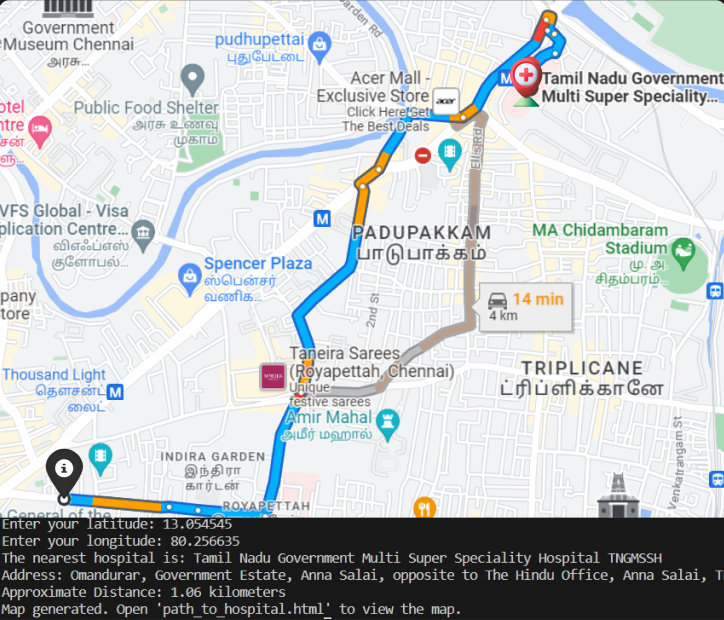 Government
Museum Chennai
அரசு...
pudhupettai
புதுபேட்டை
Garden Rd
Public Food Shelter
அரசு உணவு
முகாம்
Acer Mall -
Exclusive Store
Click Here Get
The Best Deals
acer
M
Tamil Nadu Government
Multi Super Speciality...
Ellis Rd
VFS Global - Visa
plication Centre...
விஎஃப்எஸ்
குளோபல்...
M
PADUPAKKAM
பாடுபாக்கம்
MA Chidambaram
Stadium
மு. அ.
சிதம்பரம்...
Spencer Plaza
ஸ்பென்சர்
வணிக...
pany
tore
2nd St
14 min
4 km
Taneira Sarees
(Royapettah, Chennai)
Unique
festive sarees
TRIPLICANE
ட்ரிப்ளிக்கானே
Thousand Light
தௌசண்ட்
லைட்
M
Amir Mahal
அமீர் மஹால்
Venkatrangam St
INDIRA GARDEN
இந்திரா
கார்டன்
ROYAPETTAH
General of the
Enter your latitude: 13.054545
Enter your longitude: 80.256635
The nearest hospital is: Tamil Nadu Government Multi Super Speciality Hospital TNGMSSH
Address: Omandurar, Government Estate, Anna Salai, opposite to The Hindu Office, Anna Salai, T
Approximate Distance: 1.06 kilometers
Map generated. Open 'path_to_hospital.html' to view the map.